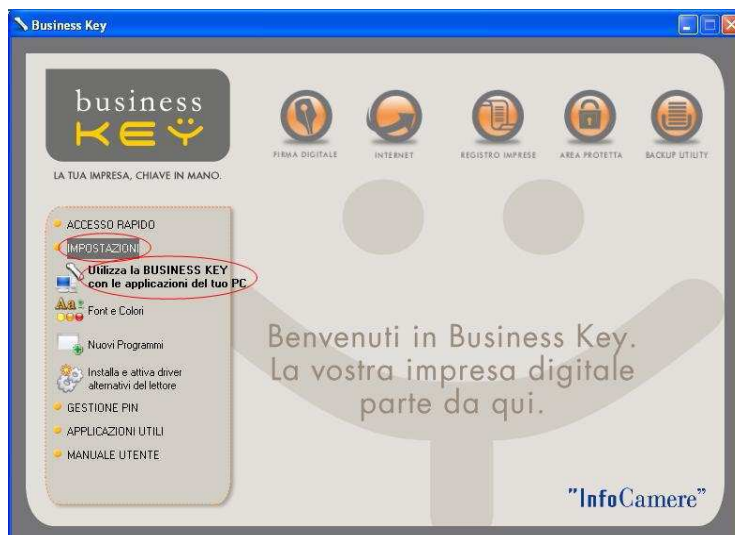 Business Key
business
KEY
LA TUA IMPRESA, CHIAVE IN MANO.
FIRMA DIGITALE
INTERNET
REGISTRO IMPRESE
AREA PROTETTA
BACKUP UTILITY
ACCESSO RAPIDO
IMPOSTAZIONI
Utilizza la BUSINESS KEY
con le applicazioni del tuo PC
Aa
Font e Colori
Nuovi Programmi
Installa e attiva driver
alternativi del lettore
GESTIONE PIN
APPLICAZIONI UTILI
MANUALE UTENTE
Benvenuti in Business Key.
La vostra impresa digitale
parte da qui.
"InfoCamere"